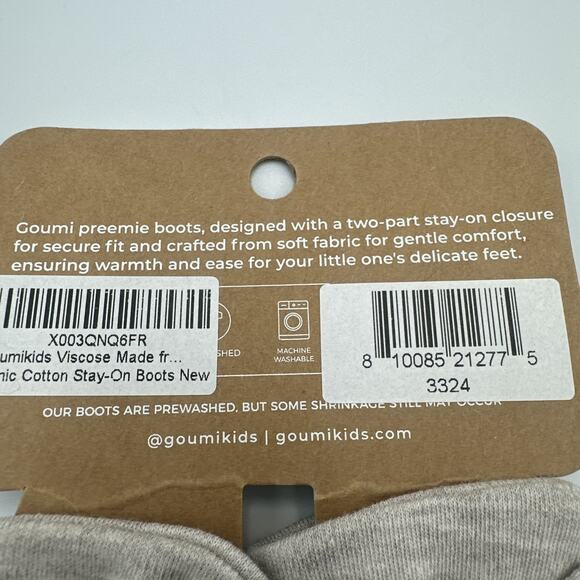 Goumi preemie boots, designed with a two-part stay-on closure
for secure fit and crafted from soft fabric for gentle comfort,
ensuring warmth and ease for your little one's delicate feet.
X003QNQ6FR
umikids Viscose Made fr...
nic Cotton Stay-On Boots New
SHED
MACHINE
WASHABLE
8 10085 21277 5
3324
OUR BOOTS ARE PREWASHED. BUT SOME SHRINKAGE STILL MAY OCCUR
@goumikids | goumikids.com